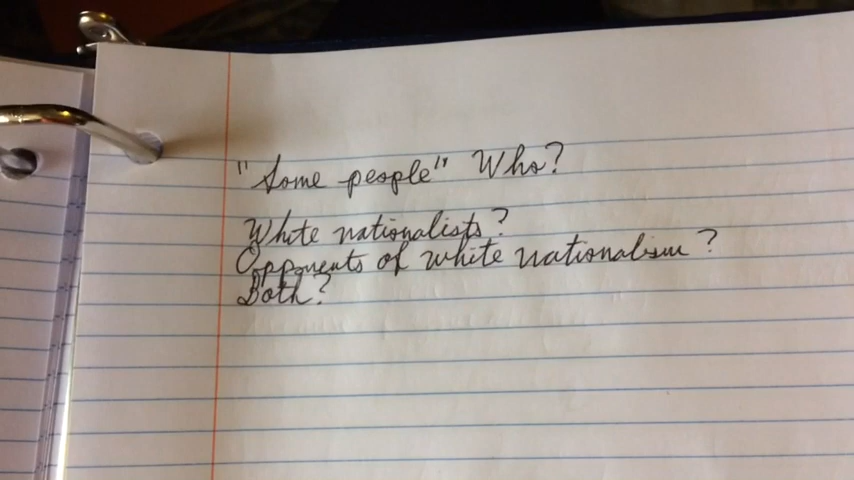 "Some people" Who?
White nationalists?
Opponents of white nationalism?
Both?